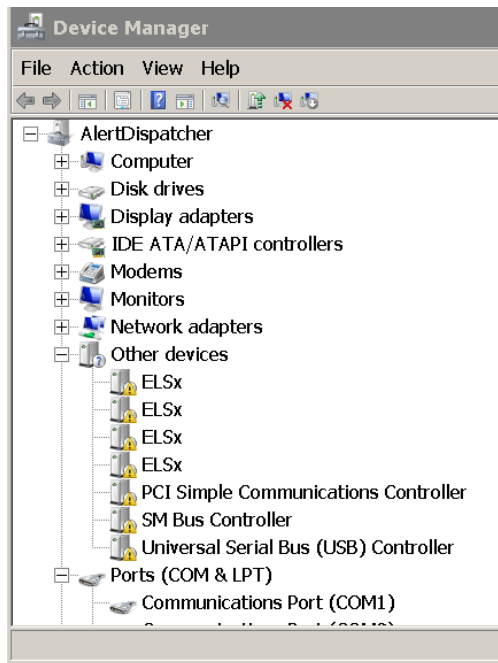 Device Manager
File Action View Help
AlertDispatcher
Computer
Disk drives
Display adapters
IDE ATA/ATAPI controllers
Modems
Monitors
Network adapters
Other devices
ELSx
ELSx
ELSx
ELSx
PCI Simple Communications Controller
SM Bus Controller
Universal Serial Bus (USB) Controller
Ports (COM & LPT)
Communications Port (COM1)